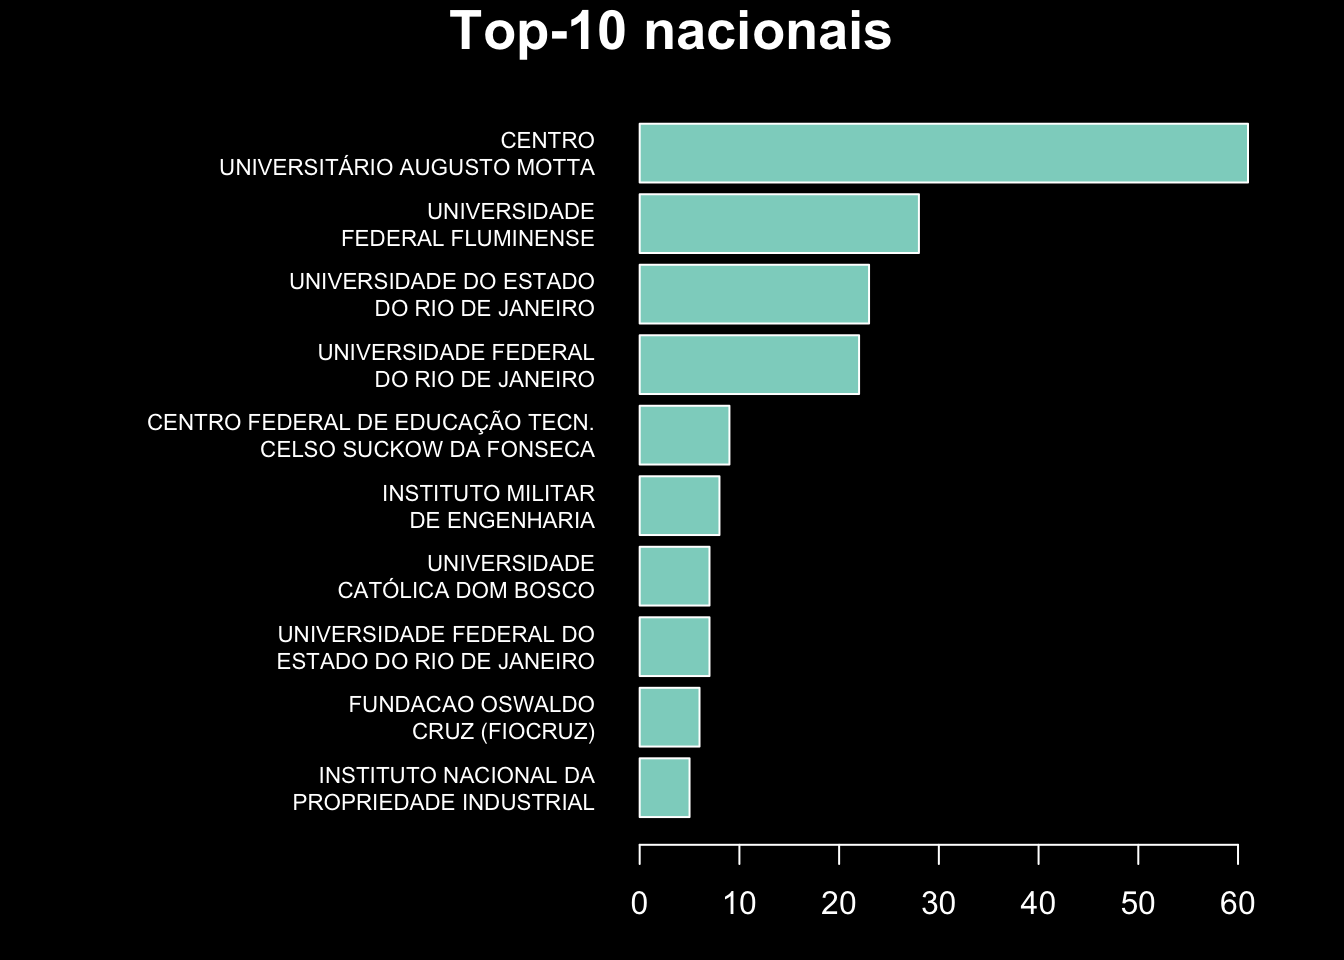 Top-10 nacionais
CENTRO
UNIVERSITÁRIO AUGUSTO MOTTA
UNIVERSIDADE
FEDERAL FLUMINENSE
UNIVERSIDADE DO ESTADO
DO RIO DE JANEIRO
UNIVERSIDADE FEDERAL
DO RIO DE JANEIRO
CENTRO FEDERAL DE EDUCAÇÃO TECN.
CELSO SUCKOW DA FONSECA
INSTITUTO MILITAR
DE ENGENHARIA
UNIVERSIDADE
CATÓLICA DOM BOSCO
UNIVERSIDADE FEDERAL DO
ESTADO DO RIO DE JANEIRO
FUNDACAO OSWALDO
CRUZ (FIOCRUZ)
INSTITUTO NACIONAL DA
PROPRIEDADE INDUSTRIAL
0 10 20 30 40 50 60